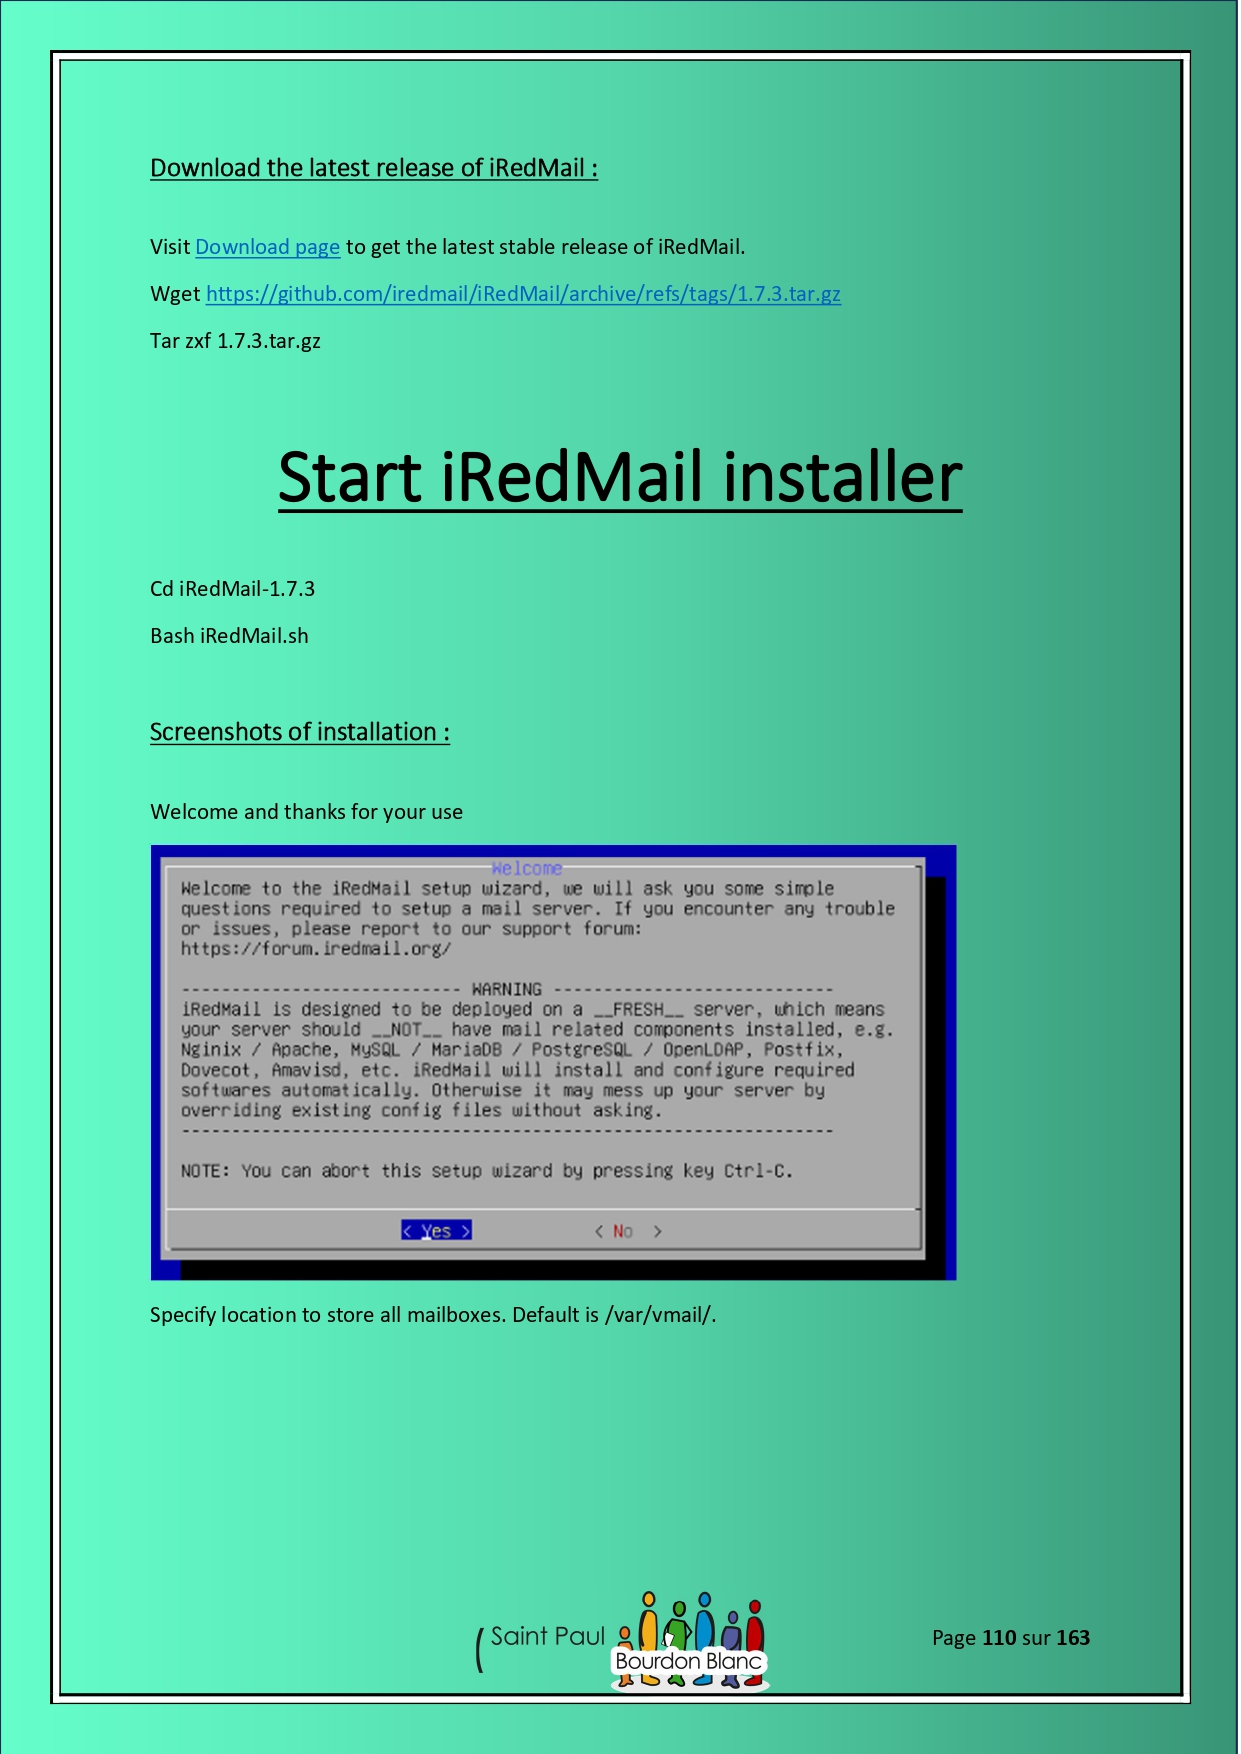 Download the latest release of iRedMail :
Visit Download page to get the latest stable release of iRedMail.
Wget https://github.com/iredmail/iRedMail/archive/refs/tags/1.7.3.tar.gz
Tar zxf 1.7.3.tar.gz
Start iRedMail installer
Cd iRedMail-1.7.3
Bash iRedMail.sh
Screenshots of installation :
Welcome and thanks for your use
Welcome
Welcome to the iRedMail setup wizard, we will ask you some simple
questions required to setup a mail server. If you encounter any trouble
or issues, please report to our support forum:
https://forum.iredmail.org/
---------------------------- WARNING ----------------------------
iRedMail is designed to be deployed on a __FRESH__ server, which means
your server should __NOT__ have mail related components installed, e.g.
Nginix / Apache, MySQL / MariaDB / PostgreSQL / OpenLDAP, Postfix,
Dovecot, Amavisd, etc. iRedMail will install and configure required
softwares automatically. Otherwise it may mess up your server by
overriding existing config files without asking.
-----------------------------------------------------------------
NOTE: You can abort this setup wizard by pressing key Ctrl-C.
< Yes > < No >
Specify location to store all mailboxes. Default is /var/vmail/.
Saint Paul
Bourdon Blanc
Page 110 sur 163